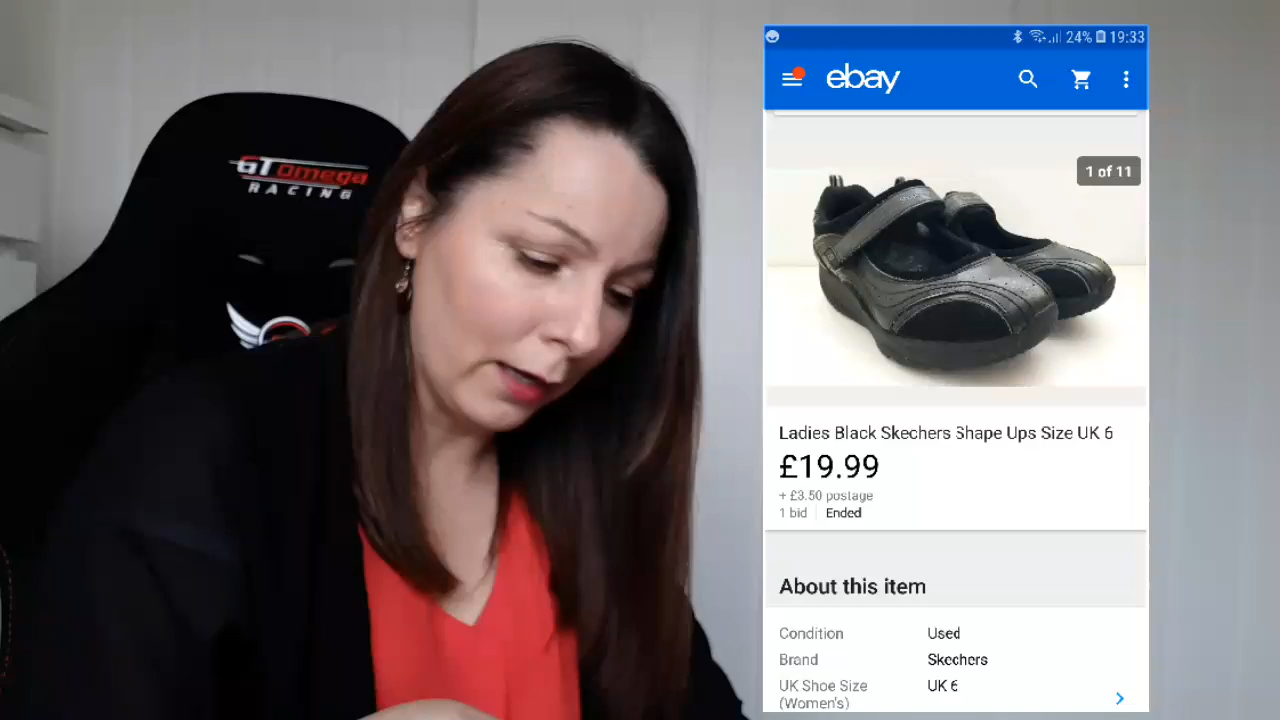 GT omega
RACING
24% 19:33
ebay
1 of 11
Ladies Black Skechers Shape Ups Size UK 6
£19.99
+ £3.50 postage
1 bid Ended
About this item
Condition Used
Brand Skechers
UK Shoe Size UK 6
(Women's)